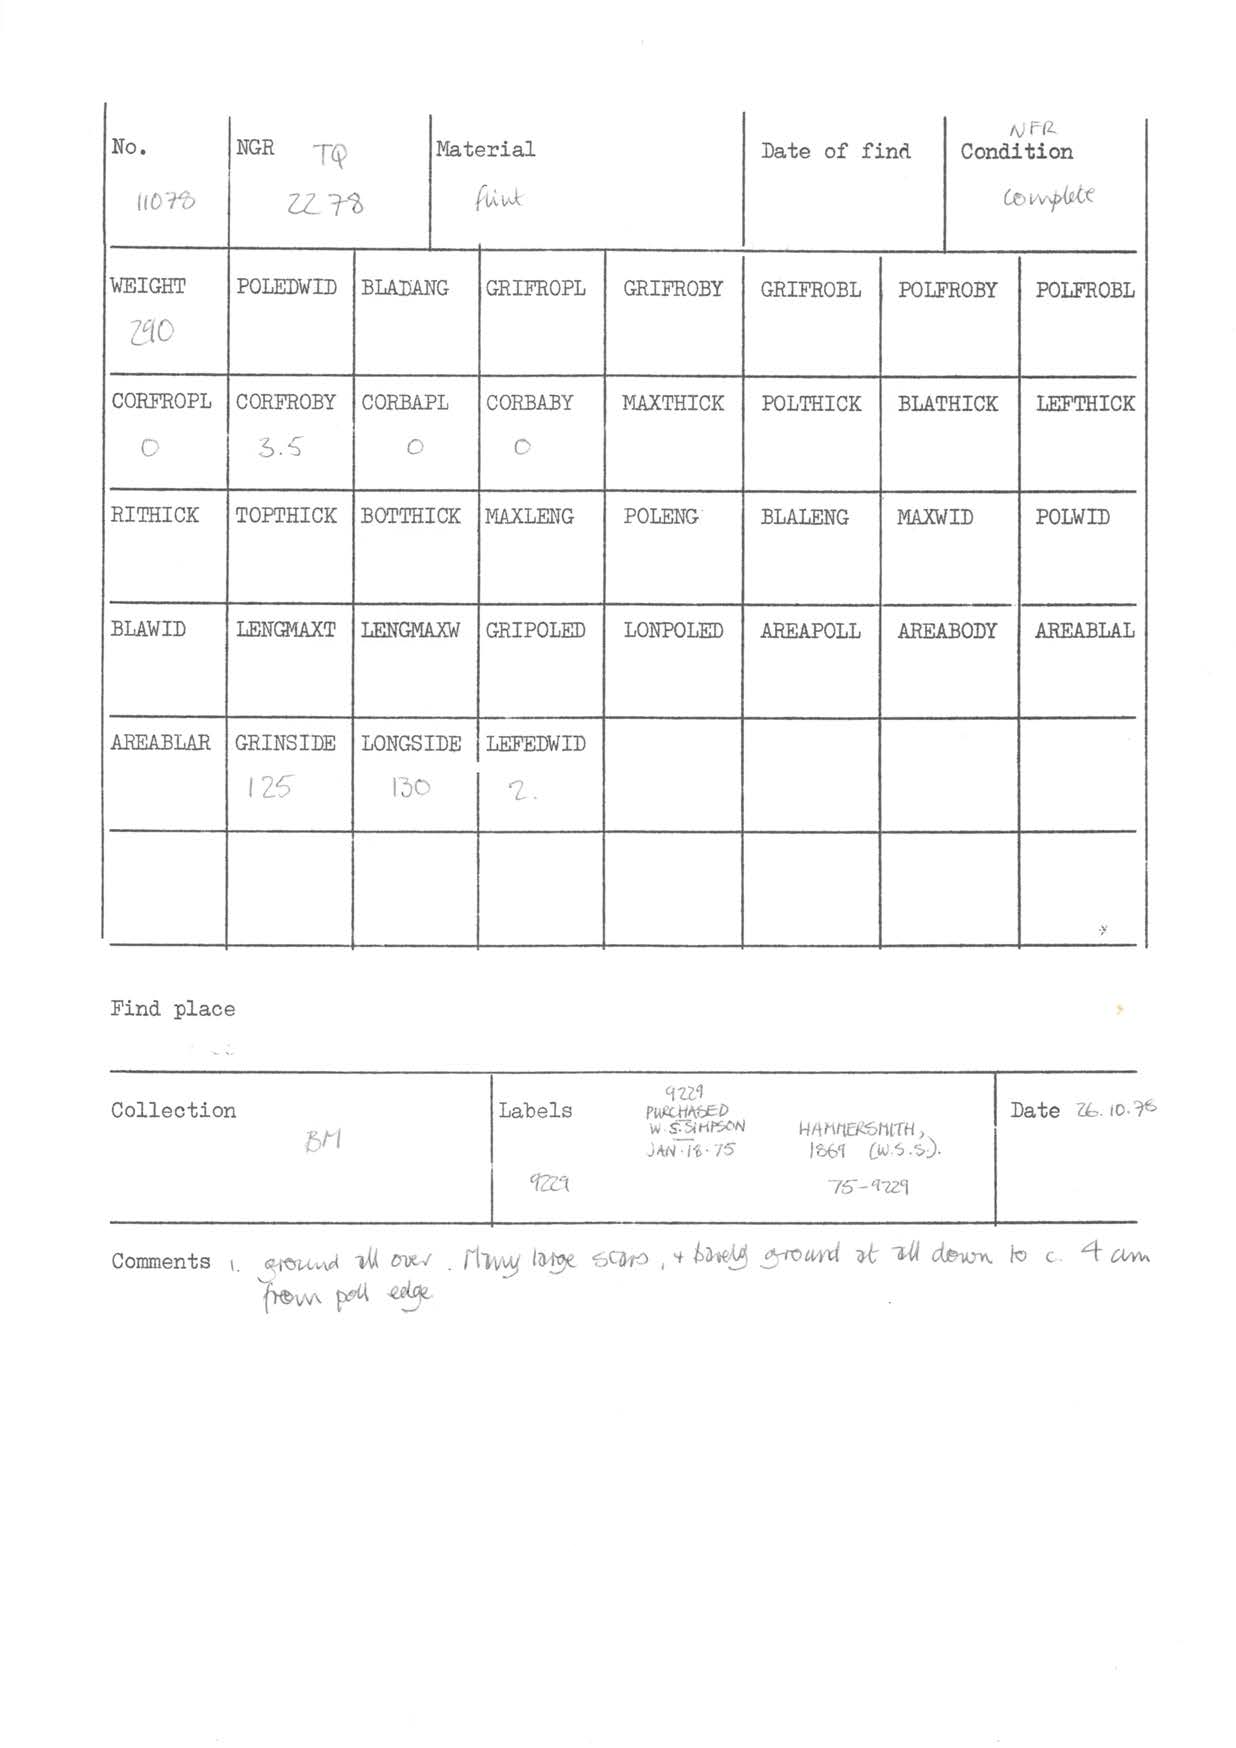 No. NGR TQ Material Date of find NFR Condition
11078 22 78 flint complete
WEIGHT POLEDWID BLADANG GRIFROPL GRIFROBY GRIFROBL POLFROBY POLFROBL
290
CORFROPL CORFROBY CORBAPL CORBABY MAXTHICK POLTHICK BLATHICK LEFTHICK
0 3.5 0 0
RITHICK TOPTHICK BOTTHICK MAXLENG POLENG BLALENG MAXWID POLWID
BLAWID LENGMAXT LENGMAXW GRIPOLED LONPOLED AREAPOLL AREABODY AREABLAL
AREABLAR GRINSIDE LONGSIDE LEFEDWID
125 130 2.
Find place
Collection
BM
Labels
9229
PURCHASED
W.S.SIMPSON
JAN.18.75
9229
HAMMERSMITH,
1869 (W.S.S.).
75-9229
Date 26.10.78
Comments 1. ground all over. Many large scars, + barely ground at all down to c. 4 cm
from poll edge